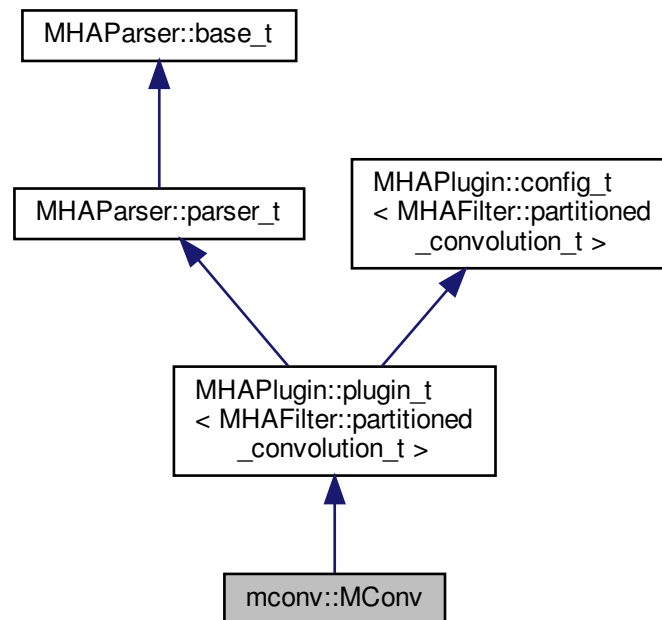 MHAParser::base_t
MHAParser::parser_t
MHAPlugin::config_t
< MHAFilter::partitioned
_convolution_t >
MHAPlugin::plugin_t
< MHAFilter::partitioned
_convolution_t >
mconv::MConv